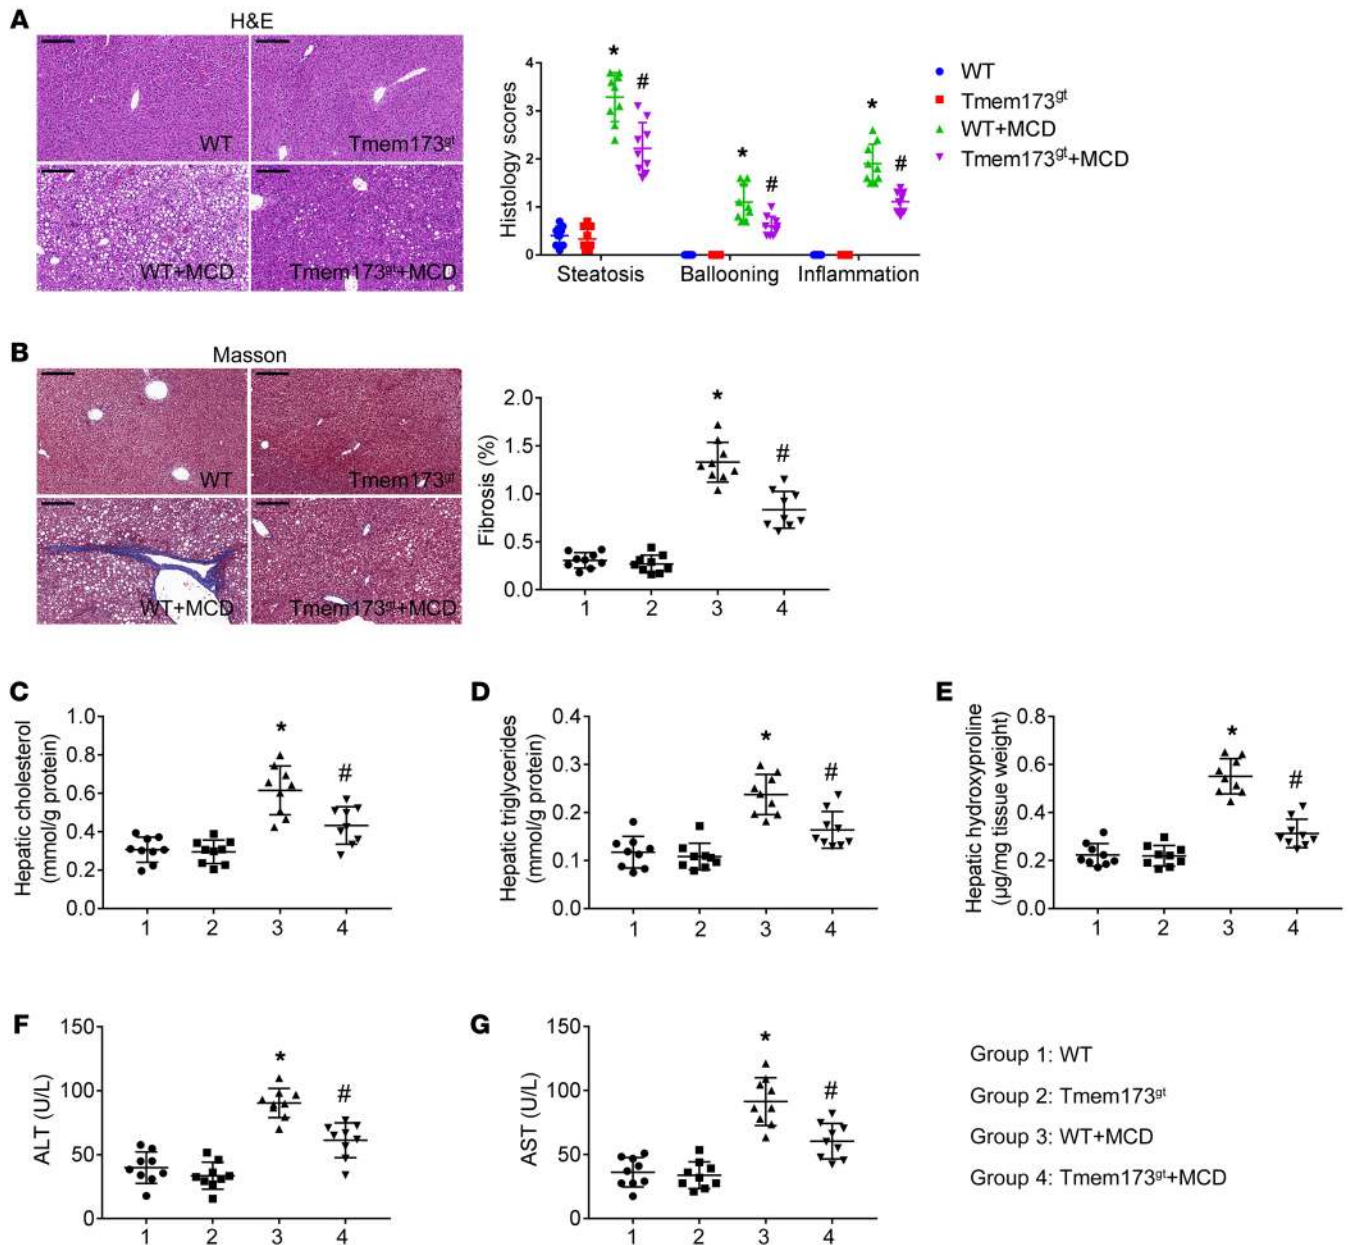 A
H&E
WT
Tmem173gt
WT+MCD
Tmem173gt+MCD
Histology scores
4
3
2
1
0
*
#
*
#
*
#
Steatosis
Ballooning
Inflammation
WT
Tmem173gt
WT+MCD
Tmem173gt+MCD
B
Masson
WT
Tmem173gt
WT+MCD
Tmem173gt+MCD
Fibrosis (%)
2.0
1.5
1.0
0.5
0.0
*
#
1 2 3 4
C
Hepatic cholesterol
(mmol/g protein)
1.0
0.8
0.6
0.4
0.2
0.0
*
#
1 2 3 4
D
Hepatic triglycerides
(mmol/g protein)
0.4
0.3
0.2
0.1
0.0
*
#
1 2 3 4
E
Hepatic hydroxyproline
(µg/mg tissue weight)
0.8
0.6
0.4
0.2
0.0
*
#
1 2 3 4
F
ALT (U/L)
150
100
50
0
*
#
1 2 3 4
G
AST (U/L)
150
100
50
0
*
#
1 2 3 4
Group 1: WT
Group 2: Tmem173gt
Group 3: WT+MCD
Group 4: Tmem173gt+MCD